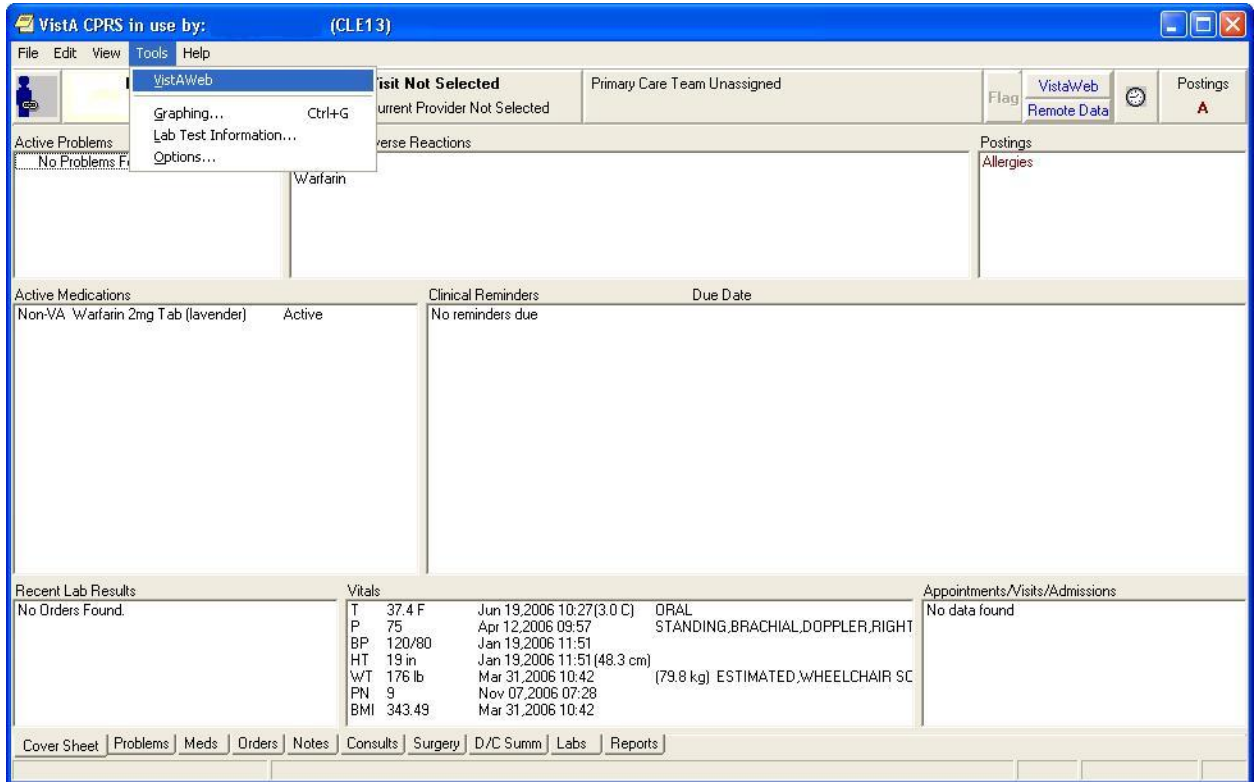 VistA CPRS in use by: (CLE13)
File Edit View Tools Help
VistAWeb
Graphing... Ctrl+G
Lab Test Information...
Options...
isit Not Selected
urrent Provider Not Selected
Primary Care Team Unassigned
Flag
VistaWeb
Remote Data
Postings
A
Active Problems
No Problems F
verse Reactions
Warfarin
Postings
Allergies
Active Medications
Non-VA Warfarin 2mg Tab (lavender) Active
Clinical Reminders Due Date
No reminders due
Recent Lab Results
No Orders Found.
Vitals
T 37.4 F Jun 19,2006 10:27(3.0 C) ORAL
P 75 Apr 12,2006 09:57 STANDING,BRACHIAL,DOPPLER,RIGHT
BP 120/80 Jan 19,2006 11:51
HT 19 in Jan 19,2006 11:51(48.3 cm)
WT 176 lb Mar 31,2006 10:42 (79.8 kg) ESTIMATED,WHEELCHAIR SC
PN 9 Nov 07,2006 07:28
BMI 343.49 Mar 31,2006 10:42
Appointments/Visits/Admissions
No data found
Cover Sheet Problems Meds Orders Notes Consults Surgery D/C Summ Labs Reports